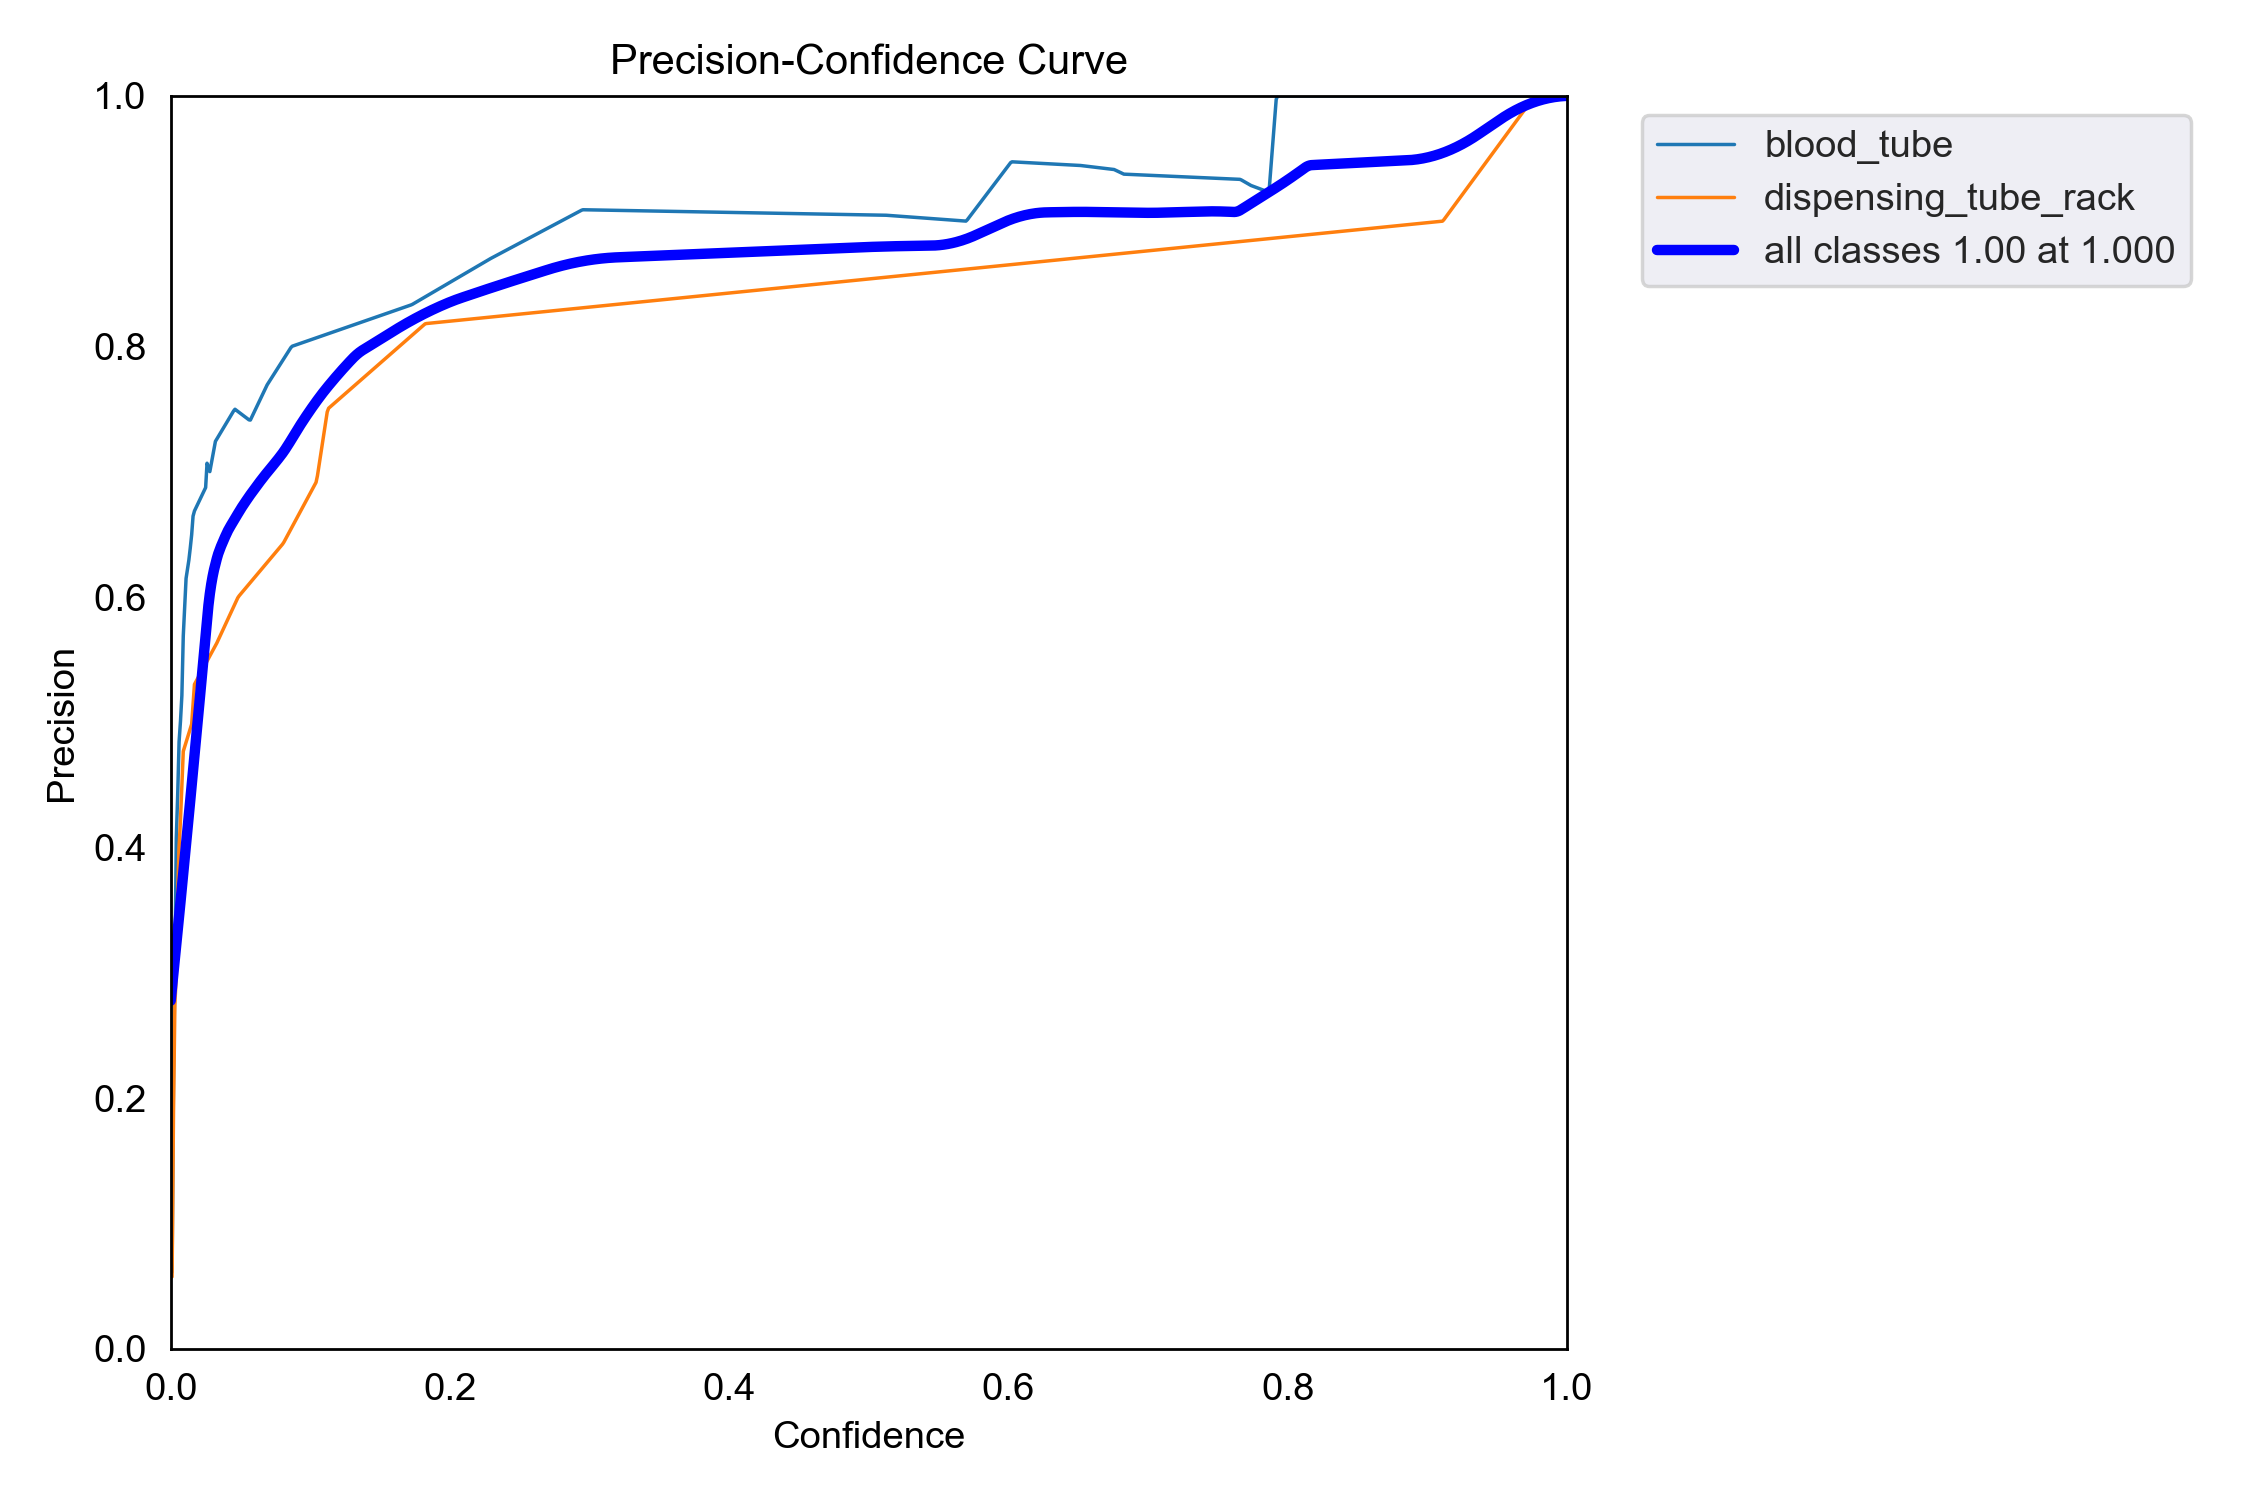 Precision-Confidence Curve
1.0
0.8
0.6
0.4
0.2
0.0
Precision
0.0 0.2 0.4 0.6 0.8 1.0
Confidence
blood_tube
dispensing_tube_rack
all classes 1.00 at 1.000